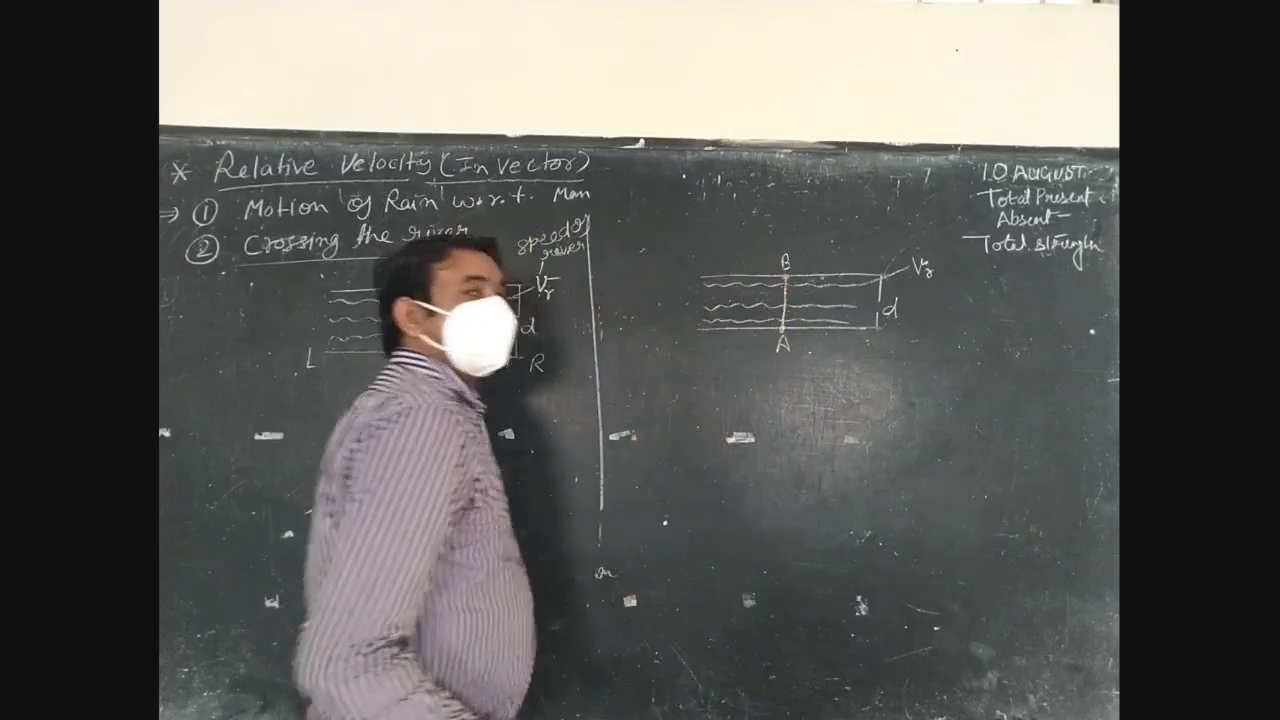 * Relative Velocity (In Vector)
⇒ ① Motion of Rain w.r.t. Man
② Crossing the river
speed of
river
Vr
d
L
R
B
Vr
d
A
10 AUGUST
Total Present
Absent-
Total strength